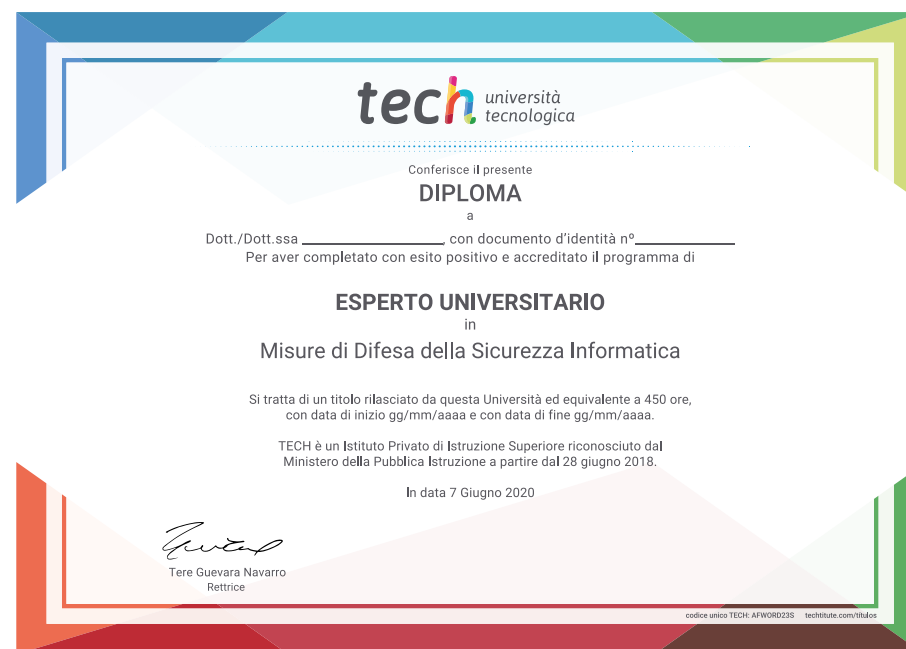 tech università
tecnologica
Conferisce il presente
DIPLOMA
a
Dott./Dott.ssa ____________________, con documento d'identità nº______________
Per aver completato con esito positivo e accreditato il programma di
ESPERTO UNIVERSITARIO
in
Misure di Difesa della Sicurezza Informatica
Si tratta di un titolo rilasciato da questa Università ed equivalente a 450 ore,
con data di inizio gg/mm/aaaa e con data di fine gg/mm/aaaa.
TECH è un Istituto Privato di Istruzione Superiore riconosciuto dal
Ministero della Pubblica Istruzione a partire dal 28 giugno 2018.
In data 7 Giugno 2020
Tere Guevara Navarro
Rettrice
codice unico TECH: AFWORD23S techtitute.com/titulos